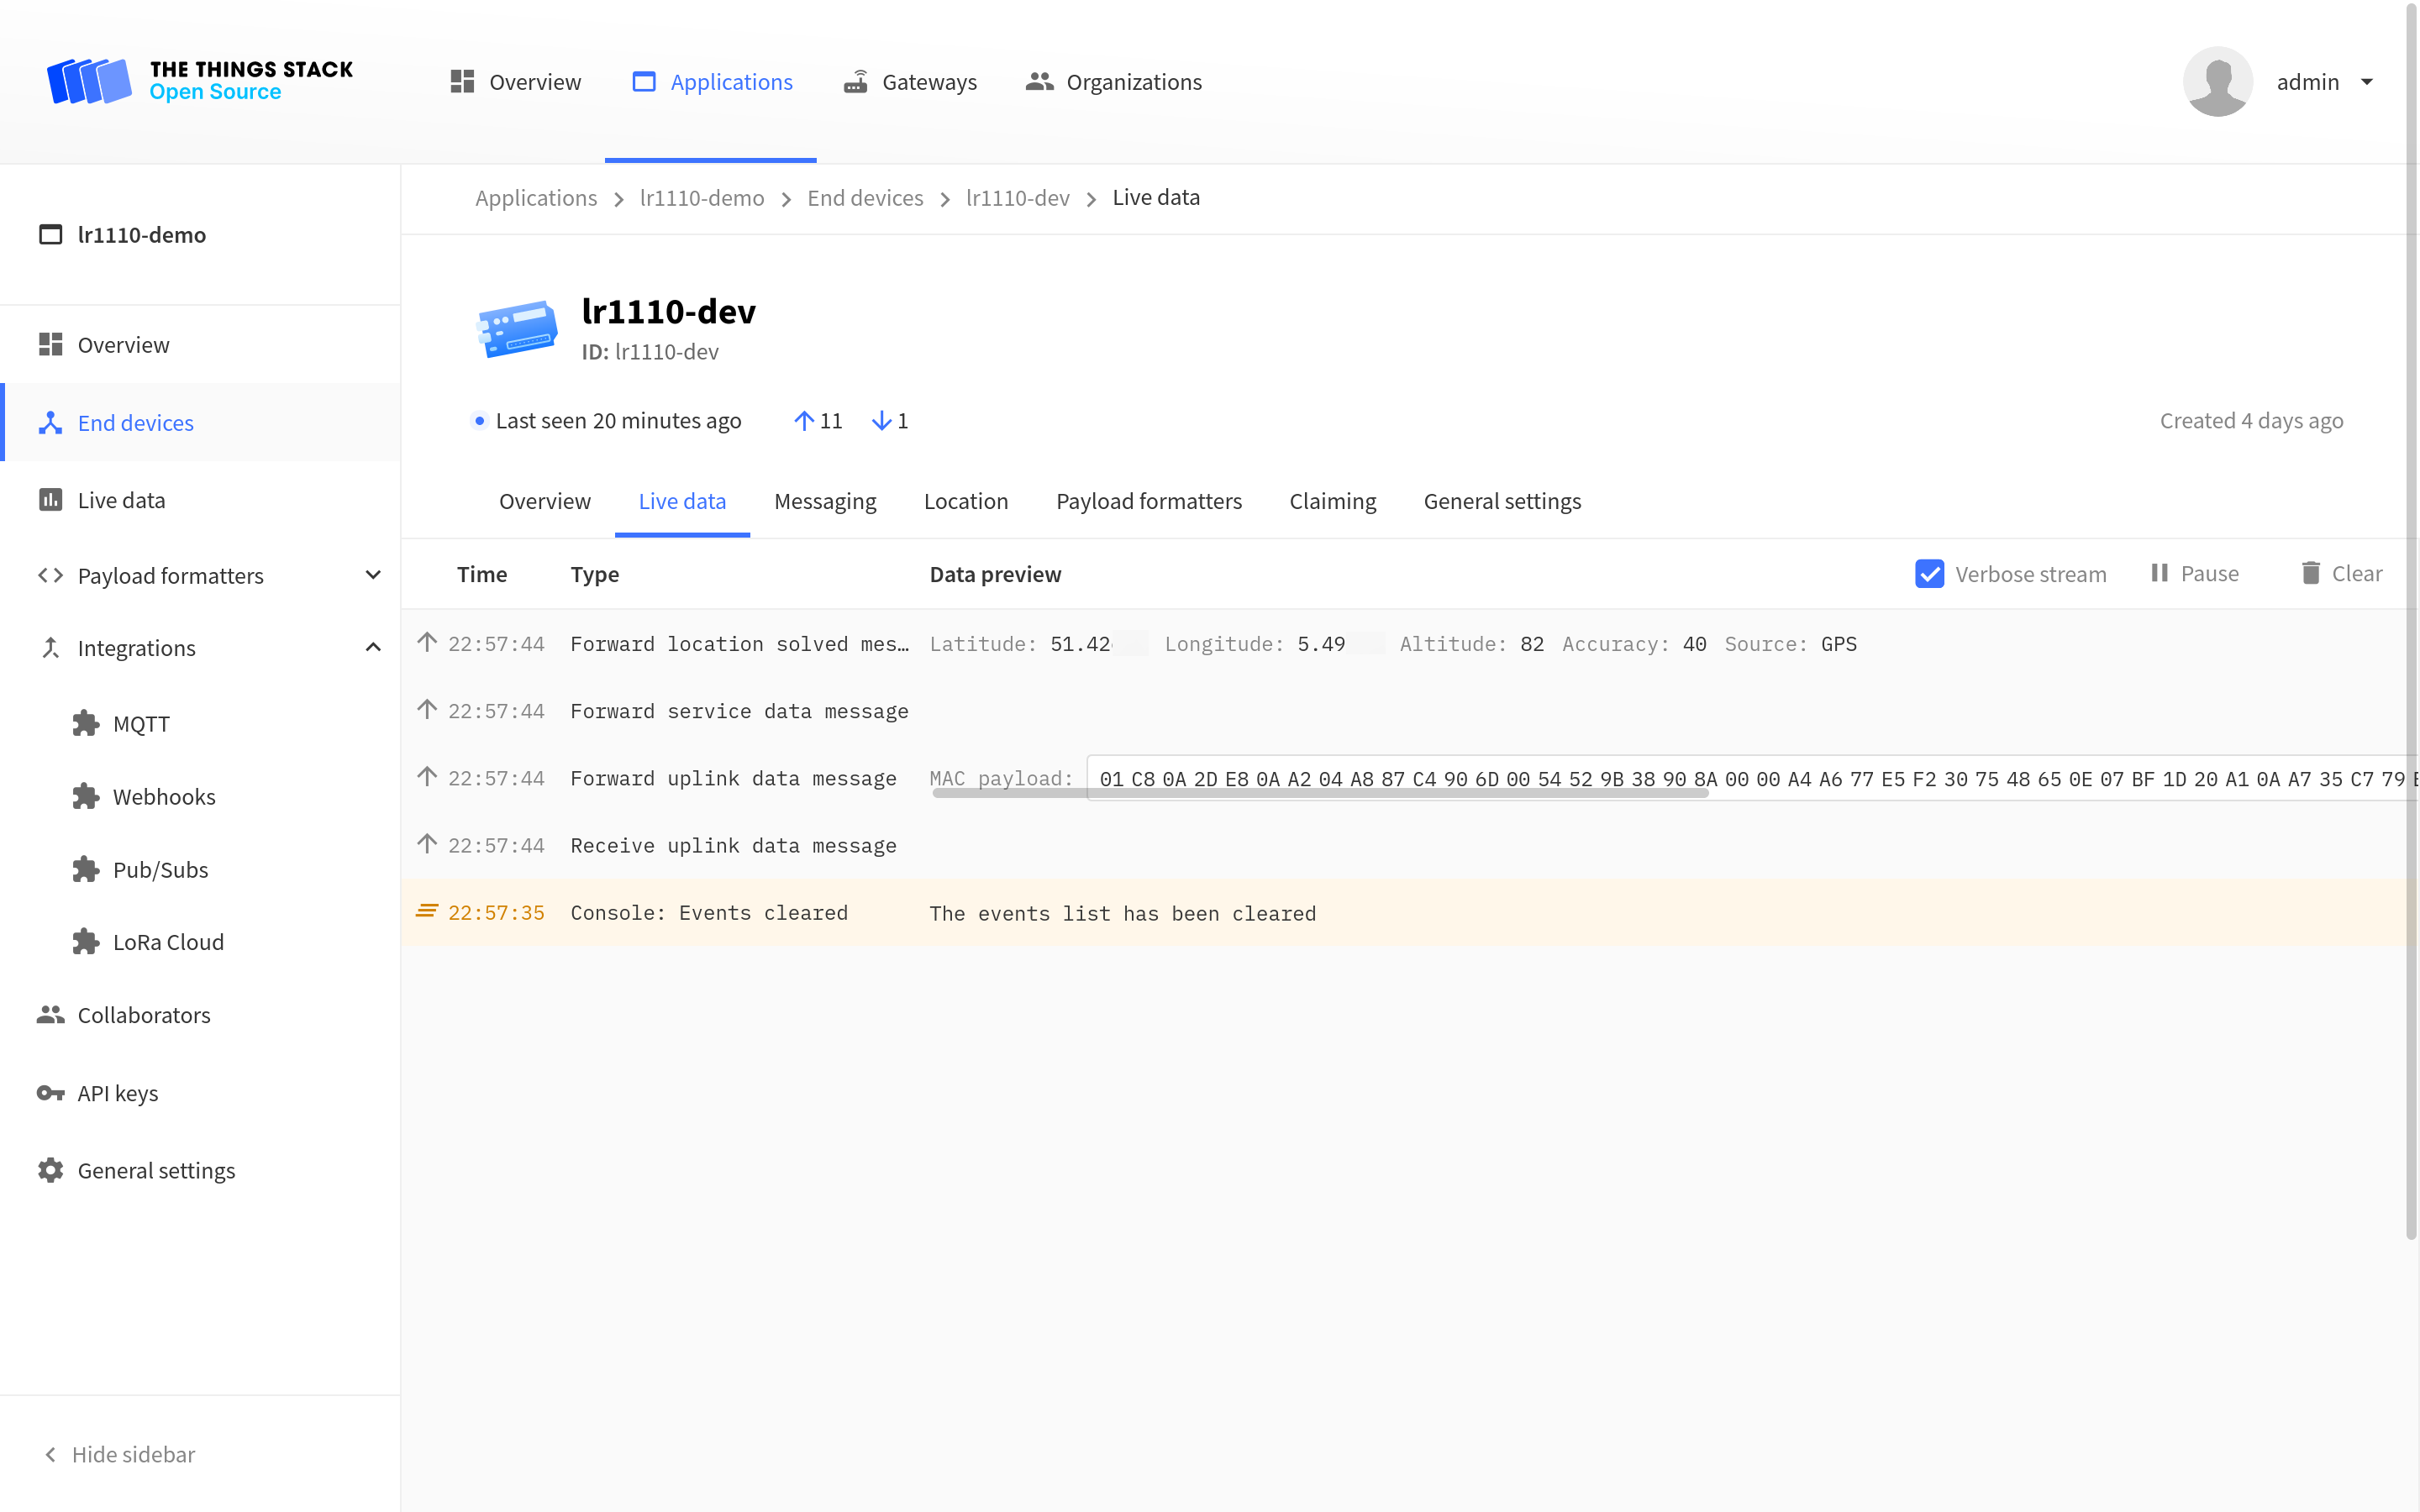 THE THINGS STACK
Open Source
Overview
Applications
Gateways
Organizations
admin
lr1110-demo
Overview
End devices
Live data
Payload formatters
Integrations
MQTT
Webhooks
Pub/Subs
LoRa Cloud
Collaborators
API keys
General settings
Hide sidebar
Applications > lr1110-demo > End devices > lr1110-dev > Live data
lr1110-dev
ID: lr1110-dev
Last seen 20 minutes ago ↑ 11 ↓ 1
Created 4 days ago
Overview Live data Messaging Location Payload formatters Claiming General settings
Time Type Data preview Verbose stream Pause Clear
22:57:44 Forward location solved mes… Latitude: 51.42 Longitude: 5.49 Altitude: 82 Accuracy: 40 Source: GPS
22:57:44 Forward service data message
22:57:44 Forward uplink data message MAC payload: 01 C8 0A 2D E8 0A A2 04 A8 87 C4 90 6D 00 54 52 9B 38 90 8A 00 00 A4 A6 77 E5 F2 30 75 48 65 0E 07 BF 1D 20 A1 0A A7 35 C7 79
22:57:44 Receive uplink data message
22:57:35 Console: Events cleared The events list has been cleared